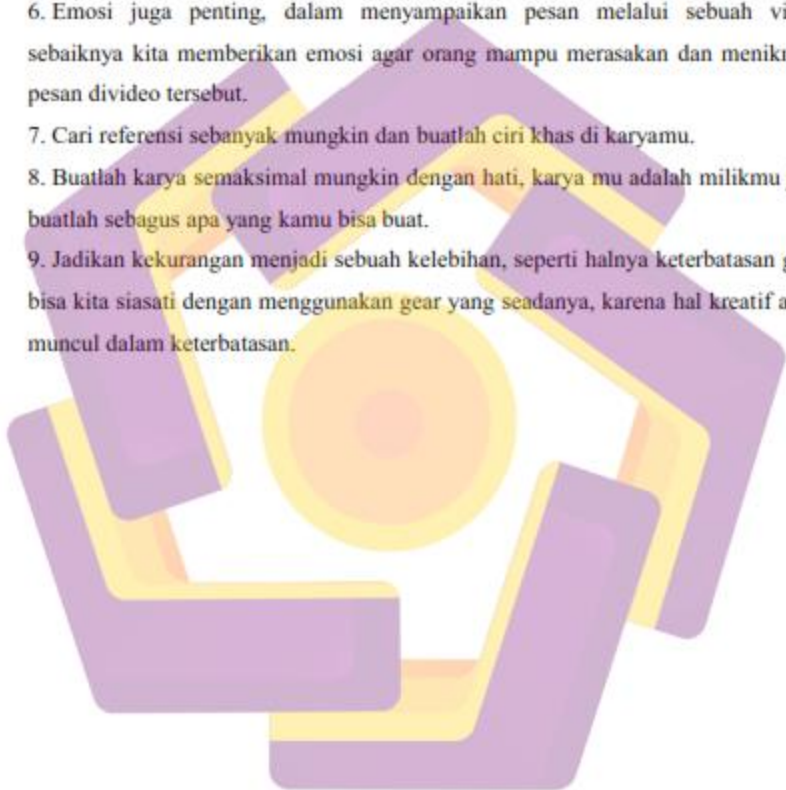 6. Emosi juga penting, dalam menyampaikan pesan melalui sebuah
sebaiknya kita memberikan emosi agar orang mampu merasakan dan
pesan divideo tersebut.
7. Cari referensi sebanyak mungkin dan buatlah ciri khas di karyamu.
8. Buatlah karya semaksimal mungkin dengan hati, karya mu adalah milikmu
buatlah sebagus apa yang kamu bisa buat.
9. Jadikan kekurangan menjadi sebuah kelebihan, seperti halnya keterbatasan
bisa kita siasati dengan menggunakan gear yang seadanya, karena hal kreatif
muncul dalam keterbatasan.